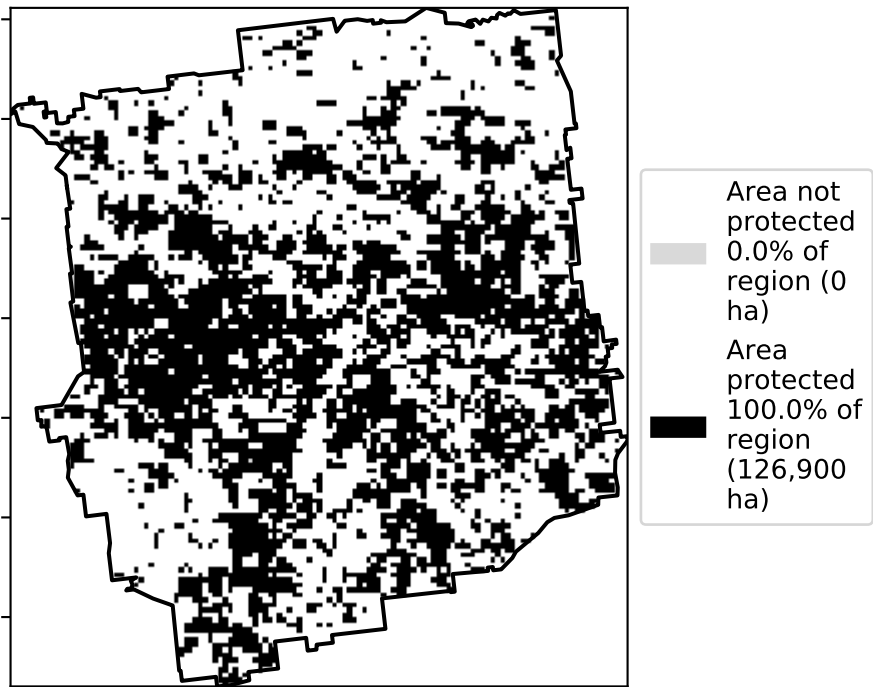 Area not
protected
0.0% of
region (0
ha)
Area
protected
100.0% of
region
(126,900
ha)